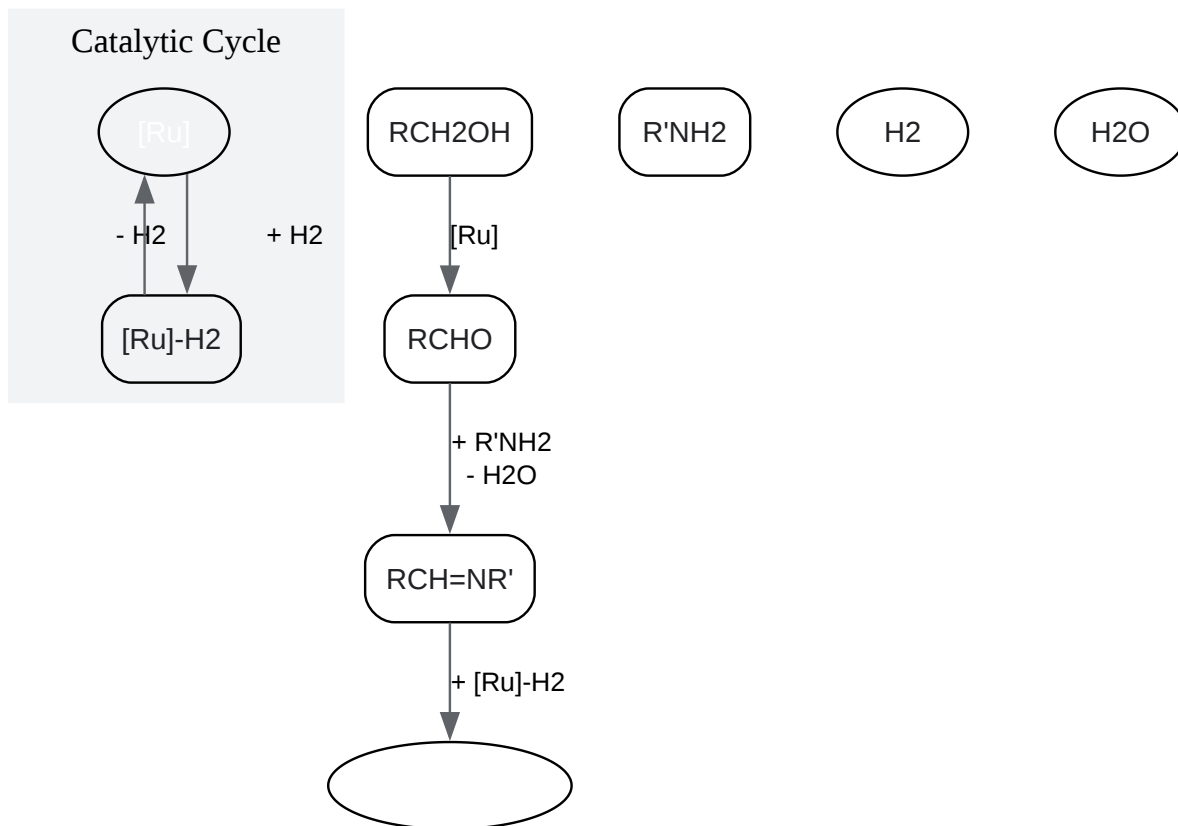 Catalytic Cycle
[Ru]
RCH2OH
R'NH2
H2
H2O
- H2
+ H2
[Ru]
[Ru]-H2
RCHO
+ R'NH2
- H2O
RCH=NR'
+ [Ru]-H2